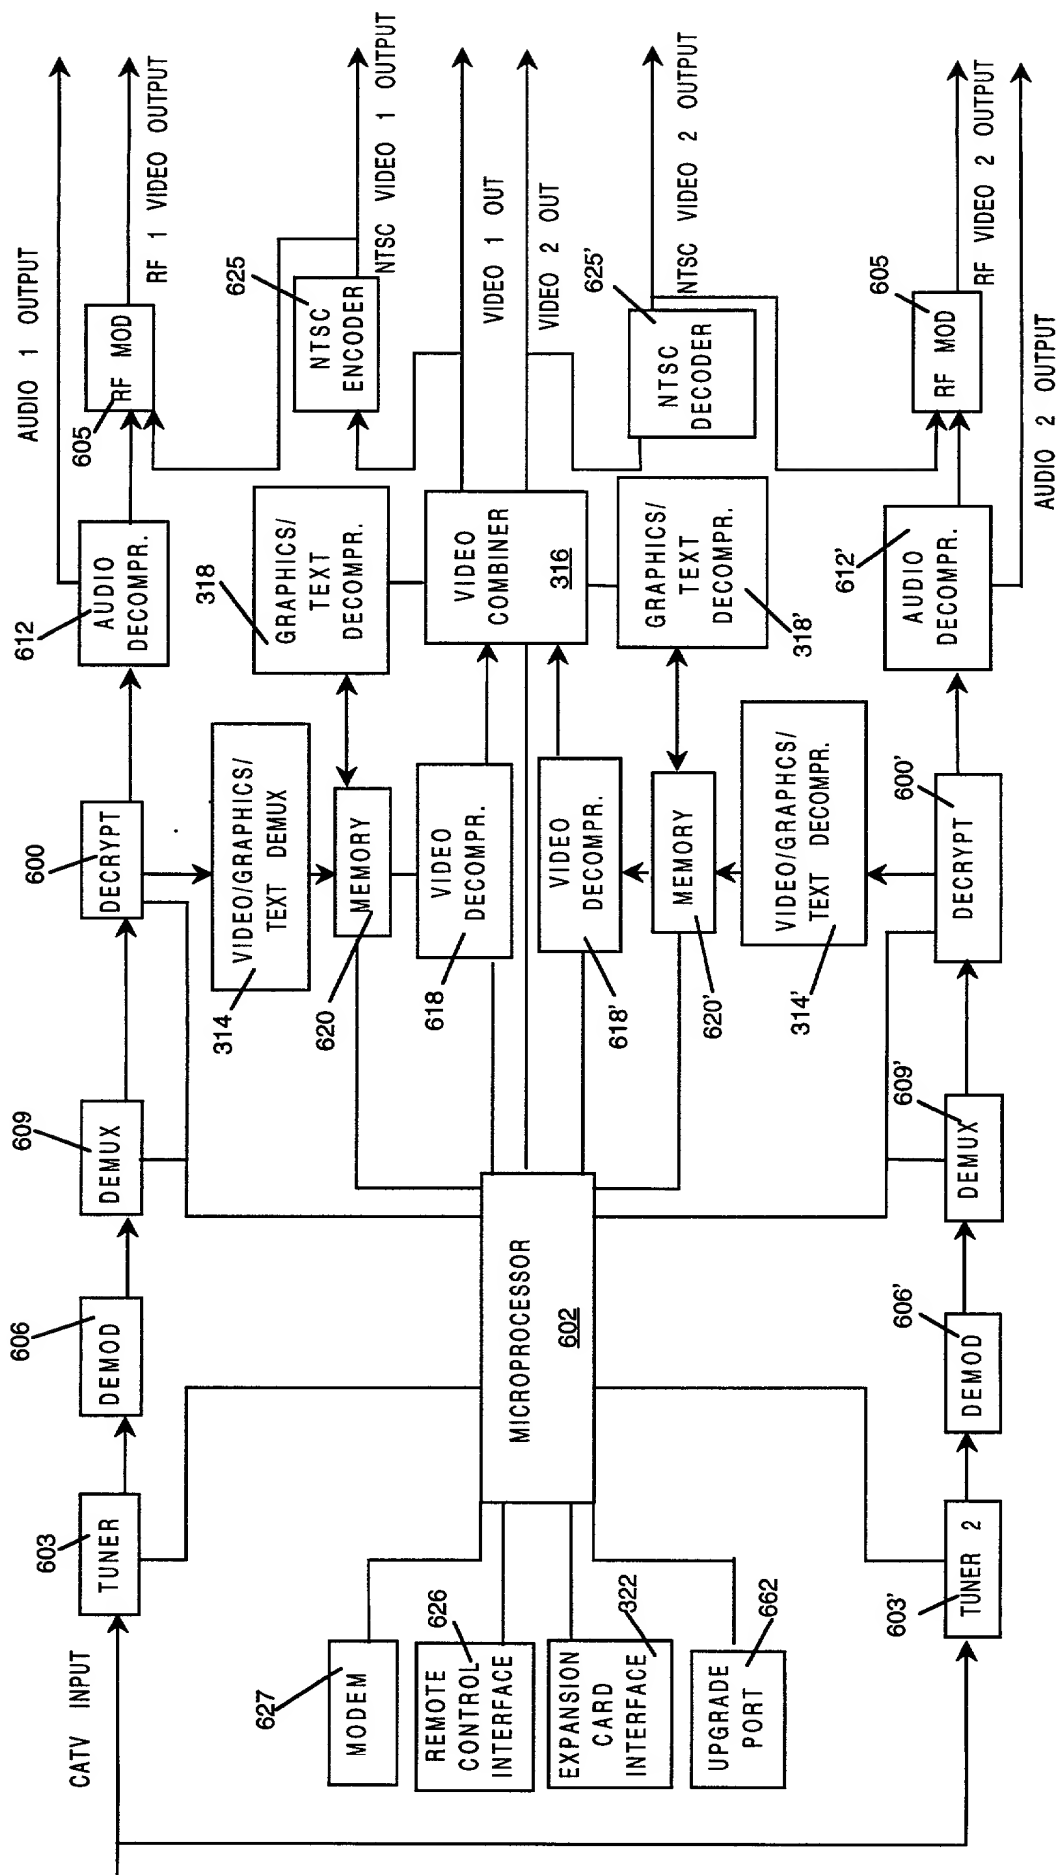 CATV INPUT
603
TUNER
606
DEMOD
609
DEMUX
600
DECRYPT
612
AUDIO
DECOMPR.
605
RF MOD
AUDIO 1 OUTPUT
RF 1 VIDEO OUTPUT
314
VIDEO/GRAPHICS/
TEXT DEMUX
318
GRAPHICS/
TEXT
DECOMPR.
625
NTSC
ENCODER
NTSC VIDEO 1 OUTPUT
627
MODEM
626
REMOTE
CONTROL
INTERFACE
322
EXPANSION
CARD
INTERFACE
662
UPGRADE
PORT
MICROPROCESSOR
602
620
MEMORY
618
VIDEO
DECOMPR.
618'
VIDEO
DECOMPR.
620'
MEMORY
VIDEO
COMBINER
316
VIDEO 1 OUT
VIDEO 2 OUT
GRAPHICS/
TEXT
DECOMPR.
318'
625'
NTSC
DECODER
NTSC VIDEO 2 OUTPUT
314'
VIDEO/GRAPHCS/
TEXT DECOMPR.
603'
TUNER 2
606'
DEMOD
609'
DEMUX
600'
DECRYPT
612'
AUDIO
DECOMPR.
605
RF MOD
RF VIDEO 2 OUTPUT
AUDIO 2 OUTPUT